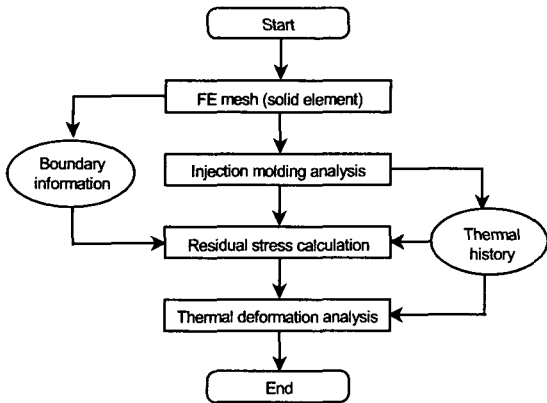 Start
FE mesh (solid element)
Boundary
information
Injection molding analysis
Residual stress calculation
Thermal
history
Thermal deformation analysis
End